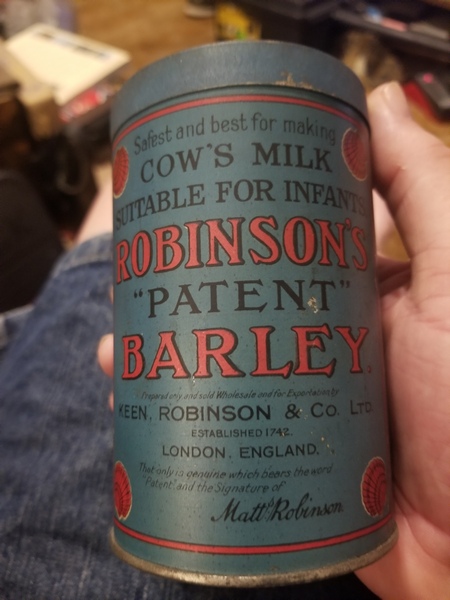 Safest and best for making
COW'S MILK
SUITABLE FOR INFANTS
ROBINSON'S
"PATENT"
BARLEY.
Prepared only and sold Wholesale and for Exportation by
KEEN, ROBINSON & Co. LTD.
ESTABLISHED 1742.
LONDON, ENGLAND.
That only is genuine which bears the word
"Patent" and the Signature of
Matt.s Robinson.